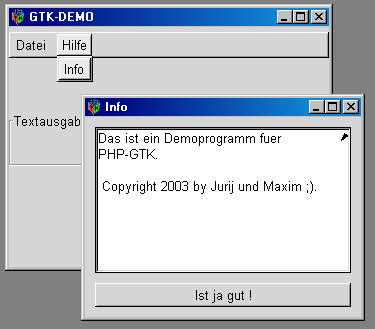 GTK-DEMO
Datei Hilfe
Info
Textausgab
Info
Das ist ein Demoprogramm fuer
PHP-GTK.
Copyright 2003 by Jurij und Maxim ;).
Ist ja gut !